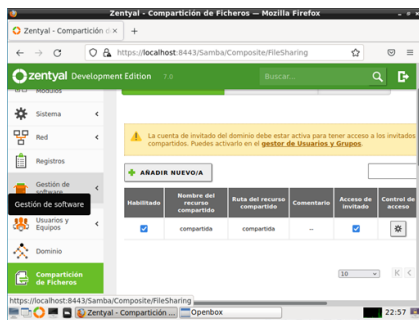 Zentyal - Compartición de Ficheros — Mozilla Firefox
Zentyal - Compartición d
https://localhost:8443/Samba/Composite/FileSharing
zentyal Development Edition 7.0
Buscar...
Módulos
Sistema
Red
Registros
Gestión de
software
Gestión de software
Usuarios y
Equipos
Dominio
Compartición
de Ficheros
La cuenta de invitado del dominio debe estar activa para tener acceso a los invitados
compartidos. Puedes activarlo en el gestor de Usuarios y Grupos.
AÑADIR NUEVO/A
Habilitado Nombre del recurso compartido Ruta del recurso compartido Comentario Acceso de invitado Control de acceso
compartida compartida --
10
https://localhost:8443/Samba/Composite/FileSharing
Zentyal - Compartición ... Openbox 22:57